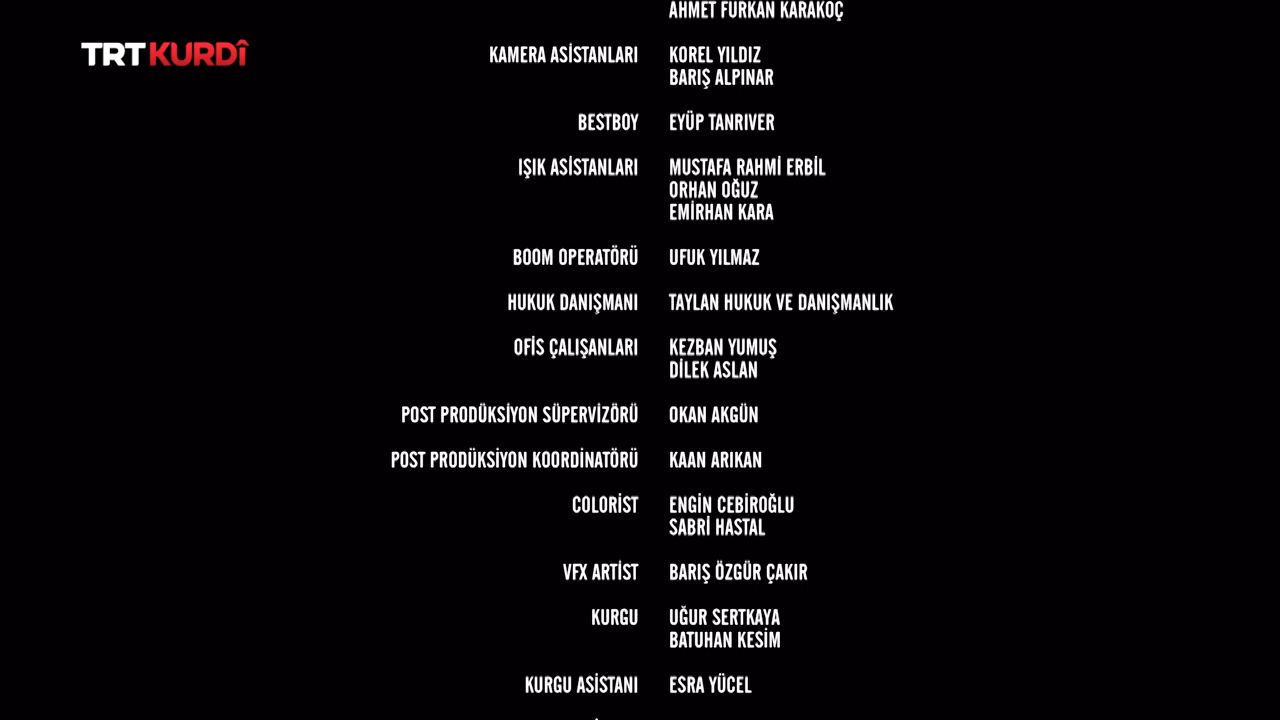 AHMET FURKAN KARAKOÇ
TRT KURDÎ
KAMERA ASİSTANLARI KOREL YILDIZ
BARIŞ ALPINAR
BESTBOY EYÜP TANRIVER
IŞIK ASİSTANLARI MUSTAFA RAHMİ ERBİL
ORHAN OĞUZ
EMİRHAN KARA
BOOM OPERATÖRÜ UFUK YILMAZ
HUKUK DANIŞMANI TAYLAN HUKUK VE DANIŞMANLIK
OFİS ÇALIŞANLARI KEZBAN YUMUŞ
DİLEK ASLAN
POST PRODÜKSİYON SÜPERVİZÖRÜ OKAN AKGÜN
POST PRODÜKSİYON KOORDİNATÖRÜ KAAN ARIKAN
COLORİST ENGİN CEBİROĞLU
SABRİ HASTAL
VFX ARTİST BARIŞ ÖZGÜR ÇAKIR
KURGU UĞUR SERTKAYA
BATUHAN KESİM
KURGU ASİSTANI ESRA YÜCEL